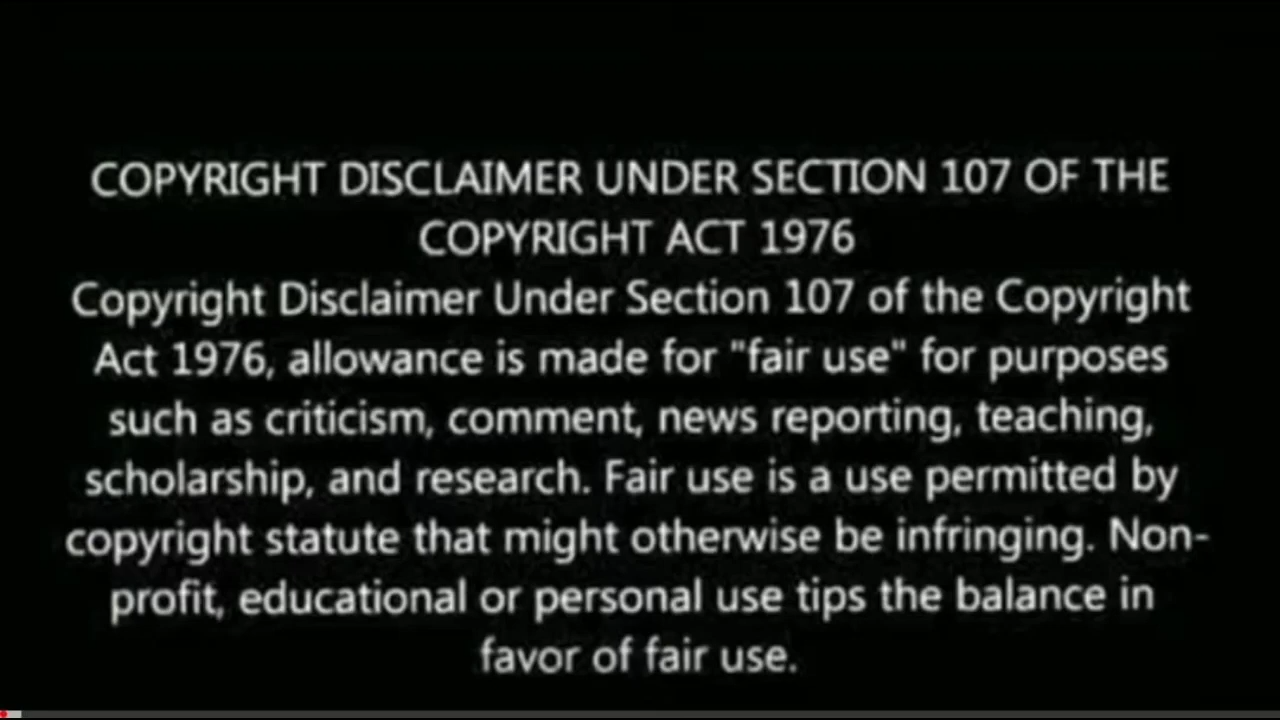 COPYRIGHT DISCLAIMER UNDER SECTION 107 OF THE
COPYRIGHT ACT 1976
Copyright Disclaimer Under Section 107 of the Copyright
Act 1976, allowance is made for "fair use" for purposes
such as criticism, comment, news reporting, teaching,
scholarship, and research. Fair use is a use permitted by
copyright statute that might otherwise be infringing. Non-
profit, educational or personal use tips the balance in
favor of fair use.